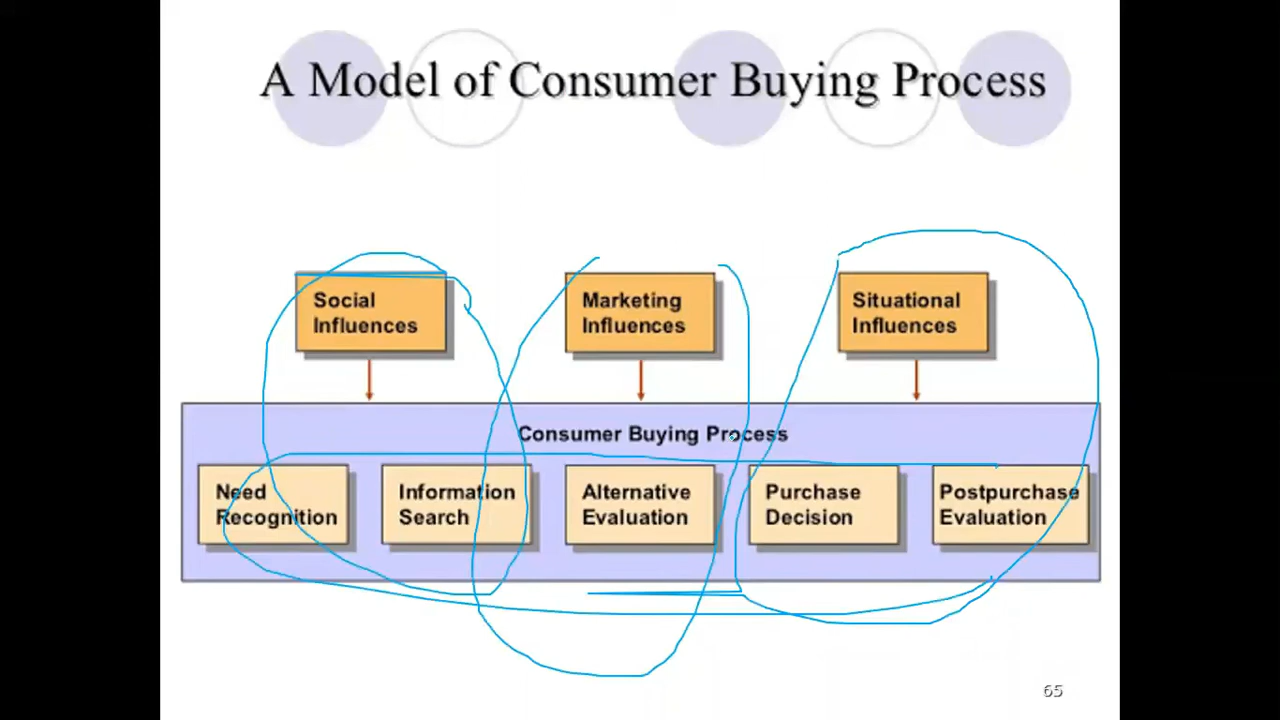 A Model of Consumer Buying Process
Social
Influences
Marketing
Influences
Situational
Influences
Consumer Buying Process
Need
Recognition
Information
Search
Alternative
Evaluation
Purchase
Decision
Postpurchase
Evaluation
65